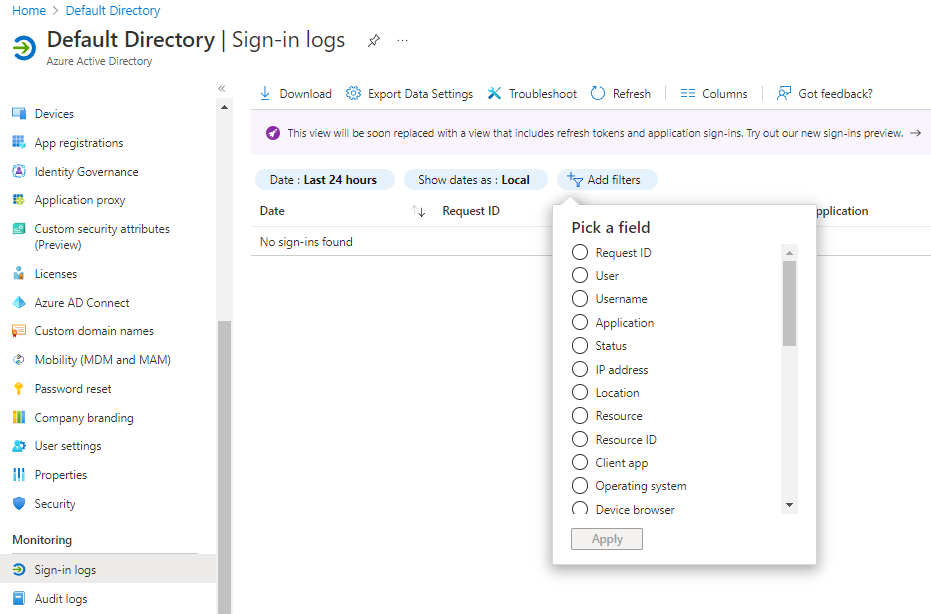 Home > Default Directory
Default Directory | Sign-in logs
Azure Active Directory
Devices
App registrations
Identity Governance
Application proxy
Custom security attributes
(Preview)
Licenses
Azure AD Connect
Custom domain names
Mobility (MDM and MAM)
Password reset
Company branding
User settings
Properties
Security
Monitoring
Sign-in logs
Audit logs
Download Export Data Settings Troubleshoot Refresh Columns Got feedback?
This view will be soon replaced with a view that includes refresh tokens and application sign-ins. Try out our new sign-ins preview. →
Date : Last 24 hours Show dates as : Local Add filters
Date Request ID pplication
No sign-ins found
Pick a field
Request ID
User
Username
Application
Status
IP address
Location
Resource
Resource ID
Client app
Operating system
Device browser
Apply